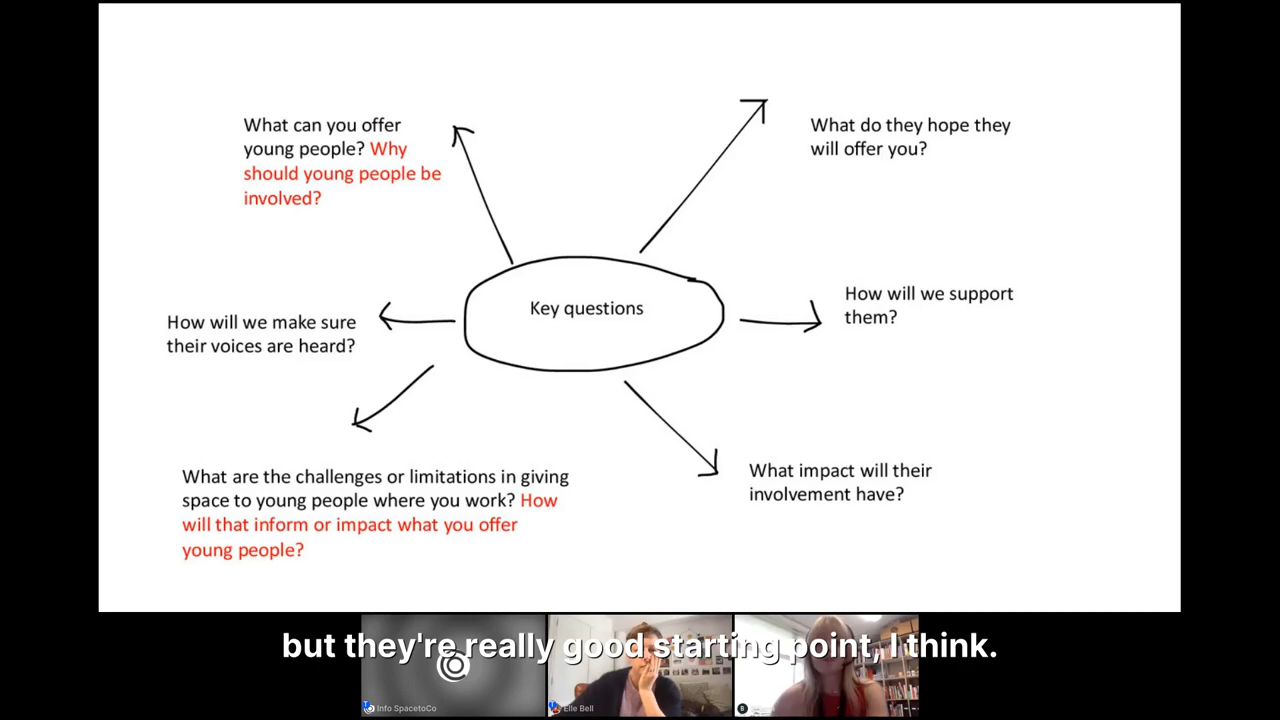 What can you offer
young people? Why
should young people be
involved?
What do they hope they
will offer you?
Key questions
How will we support
them?
How will we make sure
their voices are heard?
What are the challenges or limitations in giving
space to young people where you work? How
will that inform or impact what you offer
young people?
What impact will their
involvement have?
but they're really good starting point, I think.
Info SpacetoCo
Elle Bell
B